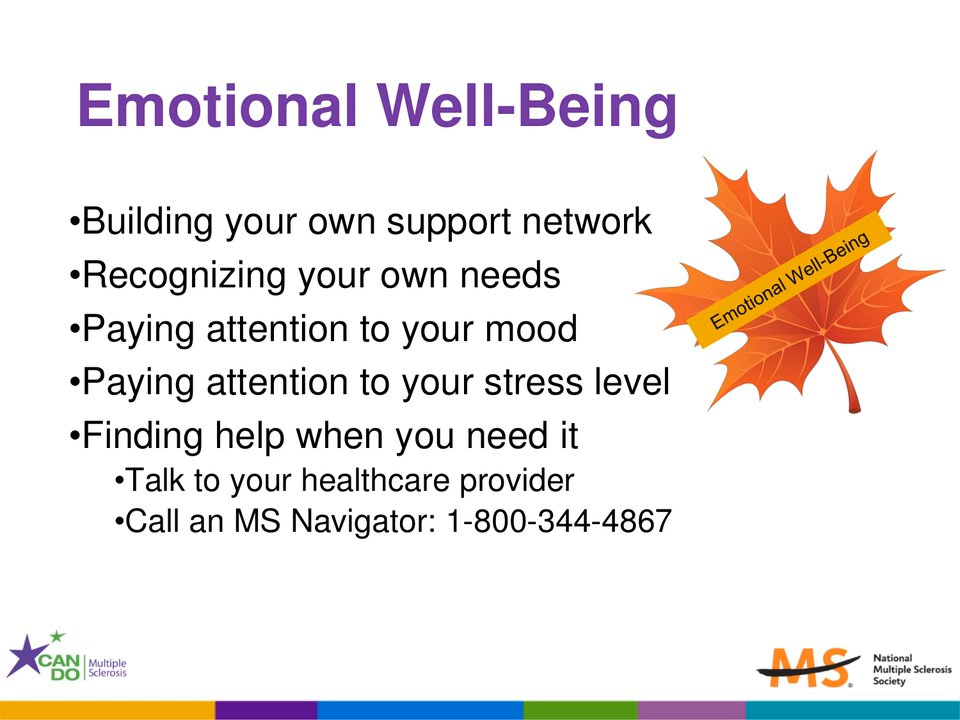 Emotional Well-Being
•Building your own support network
•Recognizing your own needs
•Paying attention to your mood
•Paying attention to your stress level
•Finding help when you need it
•Talk to your healthcare provider
•Call an MS Navigator: 1-800-344-4867
Emotional Well-Being
CAN DO
Multiple
Sclerosis
MS®
National
Multiple Sclerosis
Society